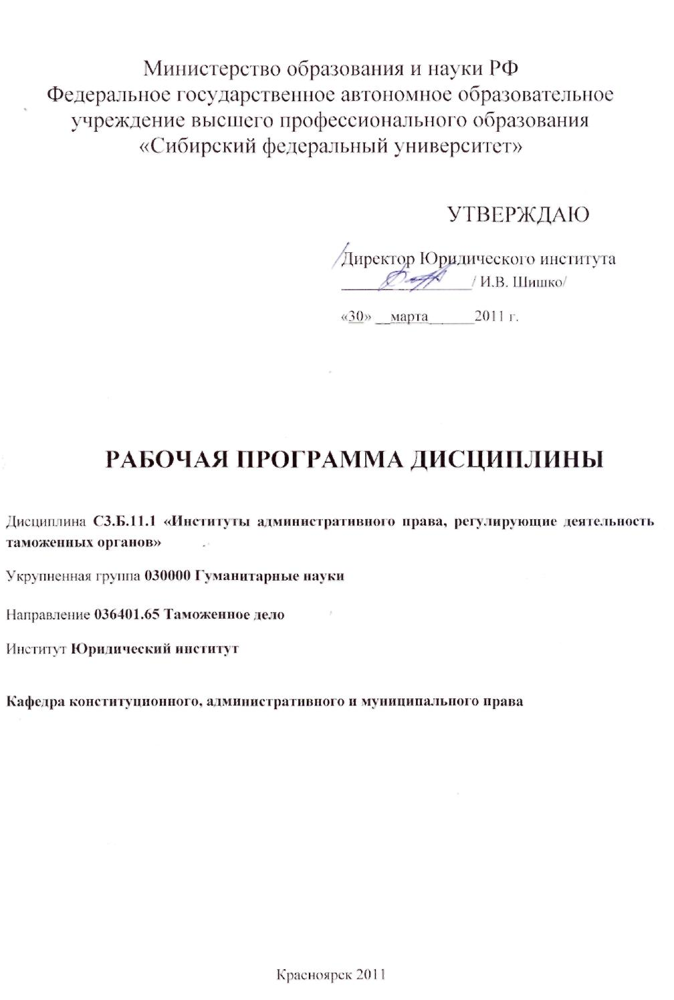 Министерство образования и науки РФ
Федеральное государственное автономное образовательное
учреждение высшего профессионального образования
«Сибирский федеральный университет»
УТВЕРЖДАЮ
Директор Юридического института
/ И.В. Шишко/
«30» __марта______2011 г.
РАБОЧАЯ ПРОГРАММА ДИСЦИПЛИНЫ
Дисциплина С3.Б.11.1 «Институты административного права, регулирующие деятельность
таможенных органов»
Укрупненная группа 030000 Гуманитарные науки
Направление 036401.65 Таможенное дело
Институт Юридический институт
Кафедра конституционного, административного и муниципального права
Красноярск 2011